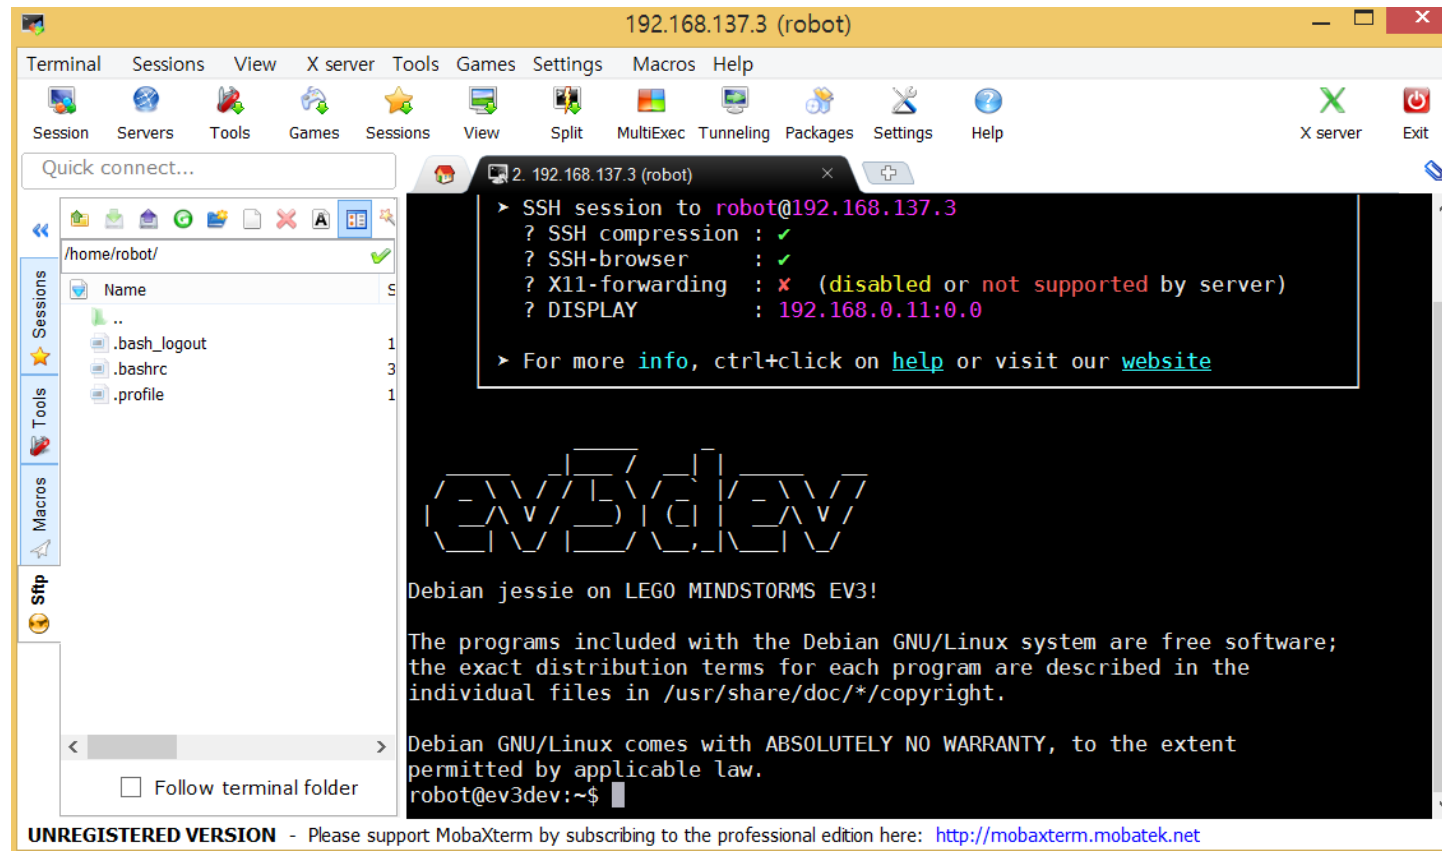 192.168.137.3 (robot)
Terminal Sessions View X server Tools Games Settings Macros Help
Session Servers Tools Games Sessions View Split MultiExec Tunneling Packages Settings Help X server Exit
Quick connect...
2. 192.168.137.3 (robot)
/home/robot/
Name S
..
.bash_logout 1
.bashrc 3
.profile 1
Sessions
Tools
Macros
Sftp
Follow terminal folder
➤ SSH session to robot@192.168.137.3
? SSH compression : ✔
? SSH-browser : ✔
? X11-forwarding : ✘ (disabled or not supported by server)
? DISPLAY : 192.168.0.11:0.0
➤ For more info, ctrl+click on help or visit our website
ev3dev
Debian jessie on LEGO MINDSTORMS EV3!
The programs included with the Debian GNU/Linux system are free software;
the exact distribution terms for each program are described in the
individual files in /usr/share/doc/*/copyright.
Debian GNU/Linux comes with ABSOLUTELY NO WARRANTY, to the extent
permitted by applicable law.
robot@ev3dev:~$
UNREGISTERED VERSION - Please support MobaXterm by subscribing to the professional edition here: http://mobaxterm.mobatek.net